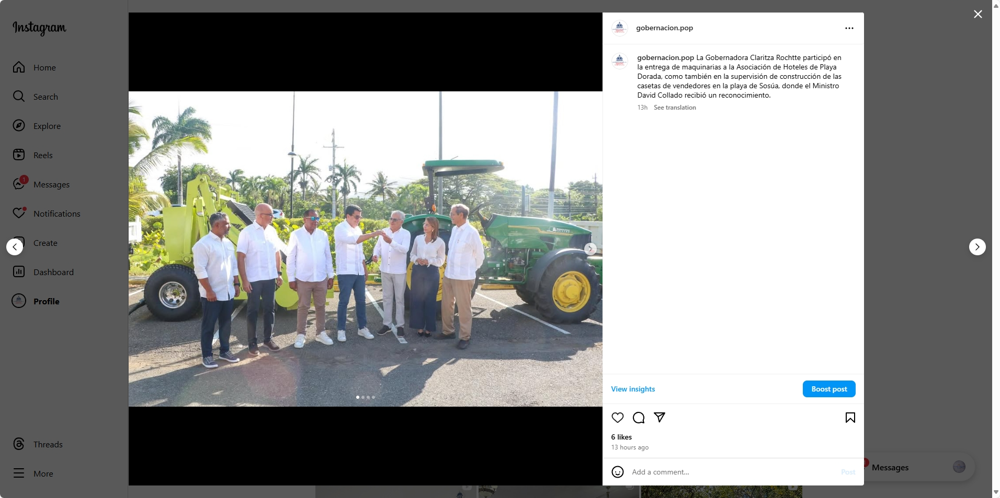 Instagram
Home
Search
Explore
Reels
1
Messages
Notifications
Create
Dashboard
Profile
Threads
More
gobernacion.pop
gobernacion.pop La Gobernadora Claritza Rochtte participó en
la entrega de maquinarias a la Asociación de Hoteles de Playa
Dorada, como también en la supervisión de construcción de las
casetas de vendedores en la playa de Sosúa, donde el Ministro
David Collado recibió un reconocimiento.
13h See translation
View insights
Boost post
6 likes
13 hours ago
Add a comment...
Post
Messages